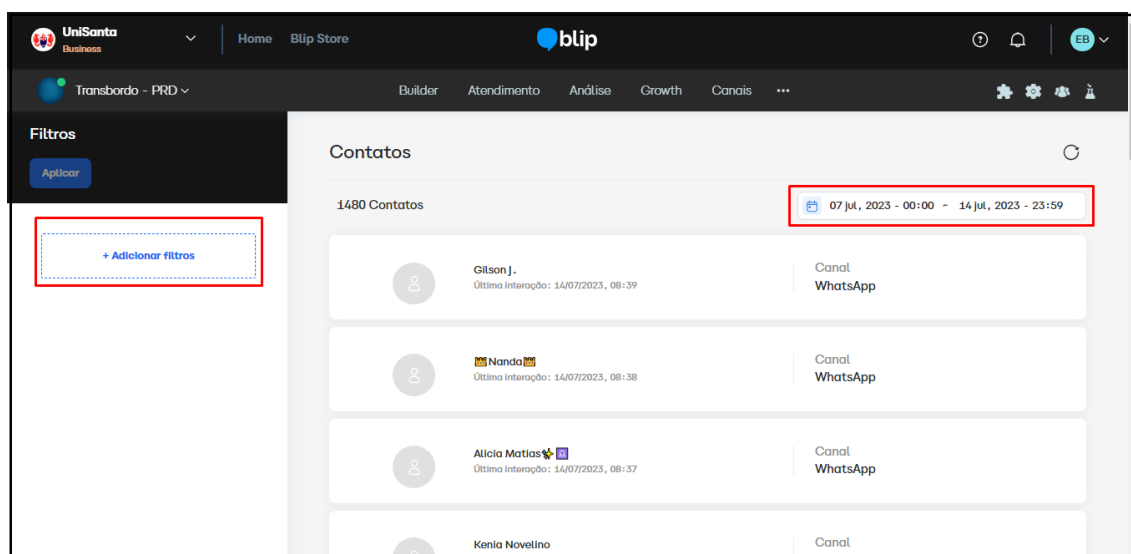 UniSanta
Business
Home Blip Store
blip
EB
Transbordo - PRD
Builder Atendimento Análise Growth Canais ...
Filtros
Aplicar
+ Adicionar filtros
Contatos
1480 Contatos
07 jul, 2023 - 00:00 ~ 14 jul, 2023 - 23:59
Gilson J.
Última interação: 14/07/2023, 08:39
Canal
WhatsApp
👑Nanda👑
Última interação: 14/07/2023, 08:38
Canal
WhatsApp
Alicia Matias
Última interação: 14/07/2023, 08:37
Canal
WhatsApp
Kenia Novelino
Canal